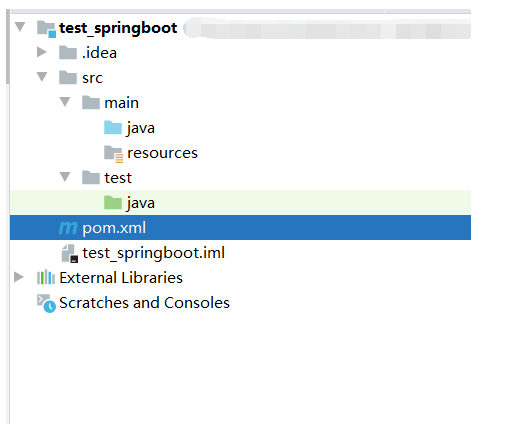 test_springboot
.idea
src
main
java
resources
test
java
pom.xml
test_springboot.iml
External Libraries
Scratches and Consoles